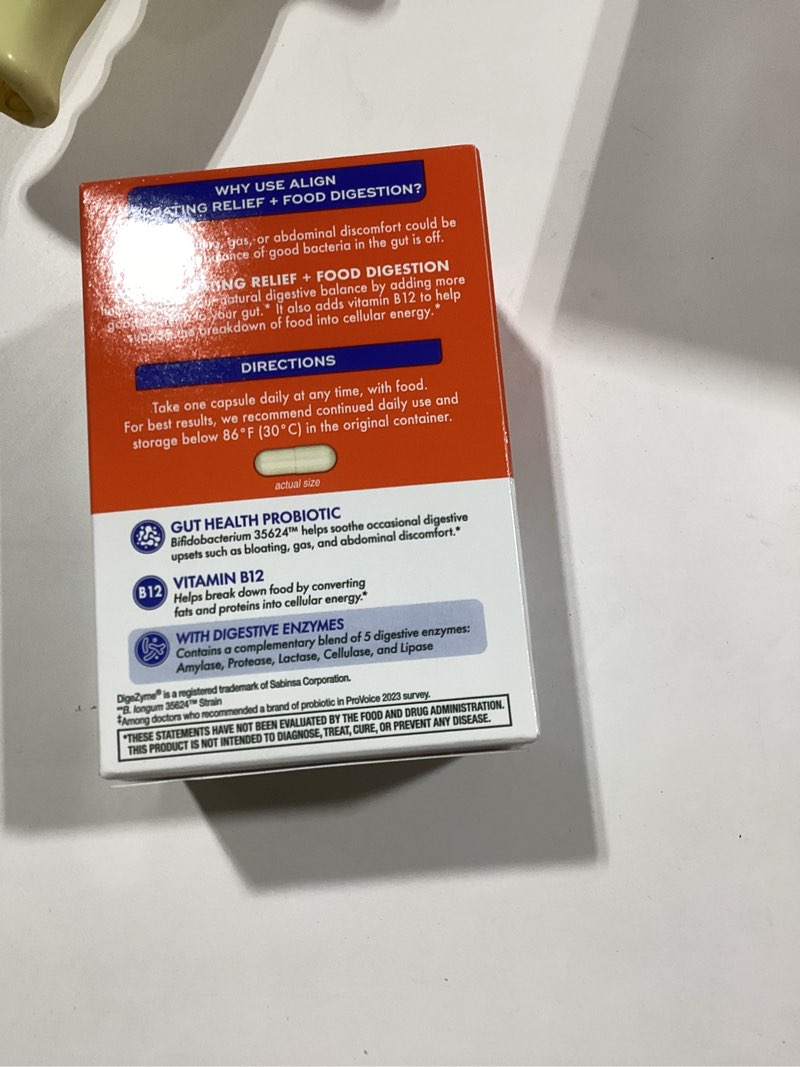 WHY USE ALIGN
RELIEF + FOOD DIGESTION?
gas, or abdominal discomfort could be
of good bacteria in the gut is off.
RELIEF + FOOD DIGESTION
natural digestive balance by adding more
your gut.* It also adds vitamin B12 to help
the breakdown of food into cellular energy.*
DIRECTIONS
Take one capsule daily at any time, with food.
For best results, we recommend continued daily use and
storage below 86°F (30°C) in the original container.
actual size
GUT HEALTH PROBIOTIC
Bifidobacterium 35624™ helps soothe occasional digestive
upsets such as bloating, gas, and abdominal discomfort.*
B12
VITAMIN B12
Helps break down food by converting
fats and proteins into cellular energy.*
WITH DIGESTIVE ENZYMES
Contains a complementary blend of 5 digestive enzymes:
Amylase, Protease, Lactase, Cellulase, and Lipase
DigeZyme® is a registered trademark of Sabinsa Corporation.
**B. longum 35624™ Strain
‡Among doctors who recommended a brand of probiotic in ProVoice 2023 survey.
*THESE STATEMENTS HAVE NOT BEEN EVALUATED BY THE FOOD AND DRUG ADMINISTRATION.
THIS PRODUCT IS NOT INTENDED TO DIAGNOSE, TREAT, CURE, OR PREVENT ANY DISEASE.